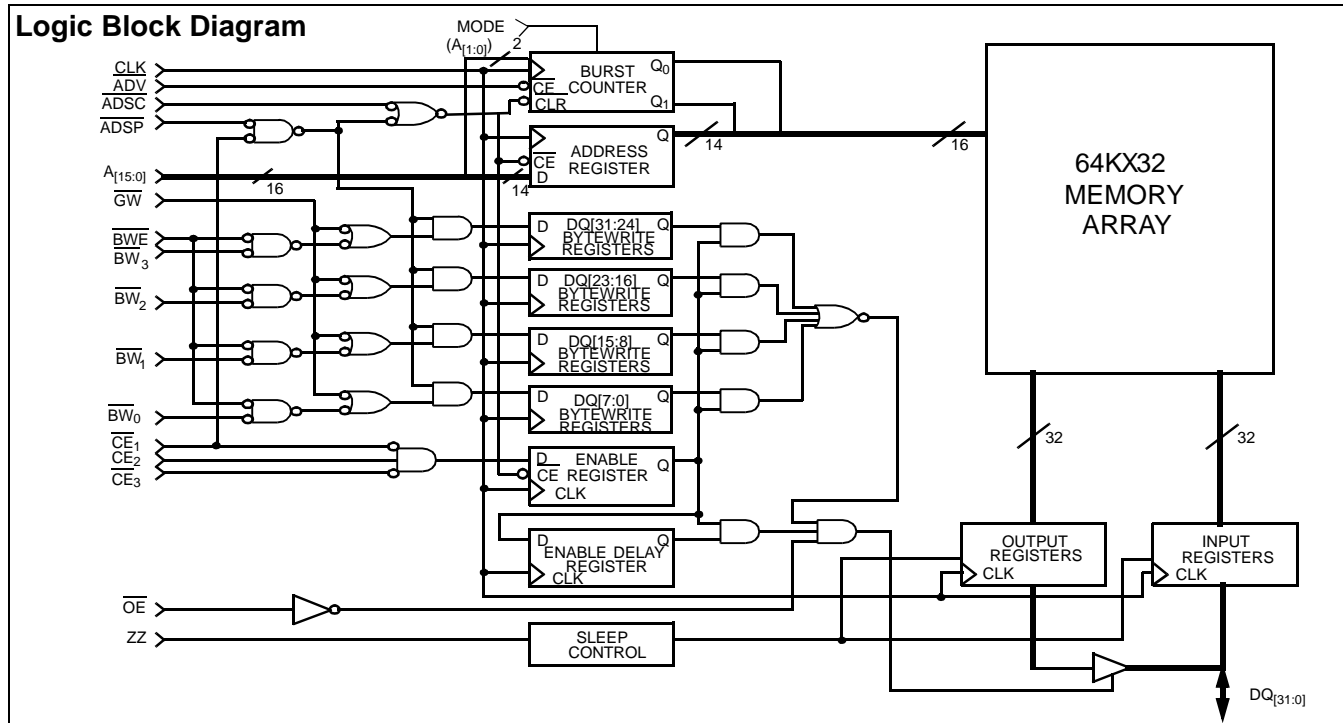 Logic Block Diagram
MODE
(A[1:0])
2
CLK
ADV
ADSC
ADSP
BURST
COUNTER
CE
CLR
Q0
Q1
ADDRESS
REGISTER
CE
D
Q
A[15:0]
16
14
14
16
64KX32
MEMORY
ARRAY
GW
BWE
BW3
BW2
BW1
BW0
CE1
CE2
CE3
D
DQ[31:24]
BYTEWRITE
REGISTERS
Q
D
DQ[23:16]
BYTEWRITE
REGISTERS
Q
D
DQ[15:8]
BYTEWRITE
REGISTERS
Q
D
DQ[7:0]
BYTEWRITE
REGISTERS
Q
D
CE
ENABLE
REGISTER
CLK
Q
D
ENABLE DELAY
REGISTER
CLK
Q
32
32
OUTPUT
REGISTERS
CLK
INPUT
REGISTERS
CLK
OE
ZZ
SLEEP
CONTROL
DQ[31:0]